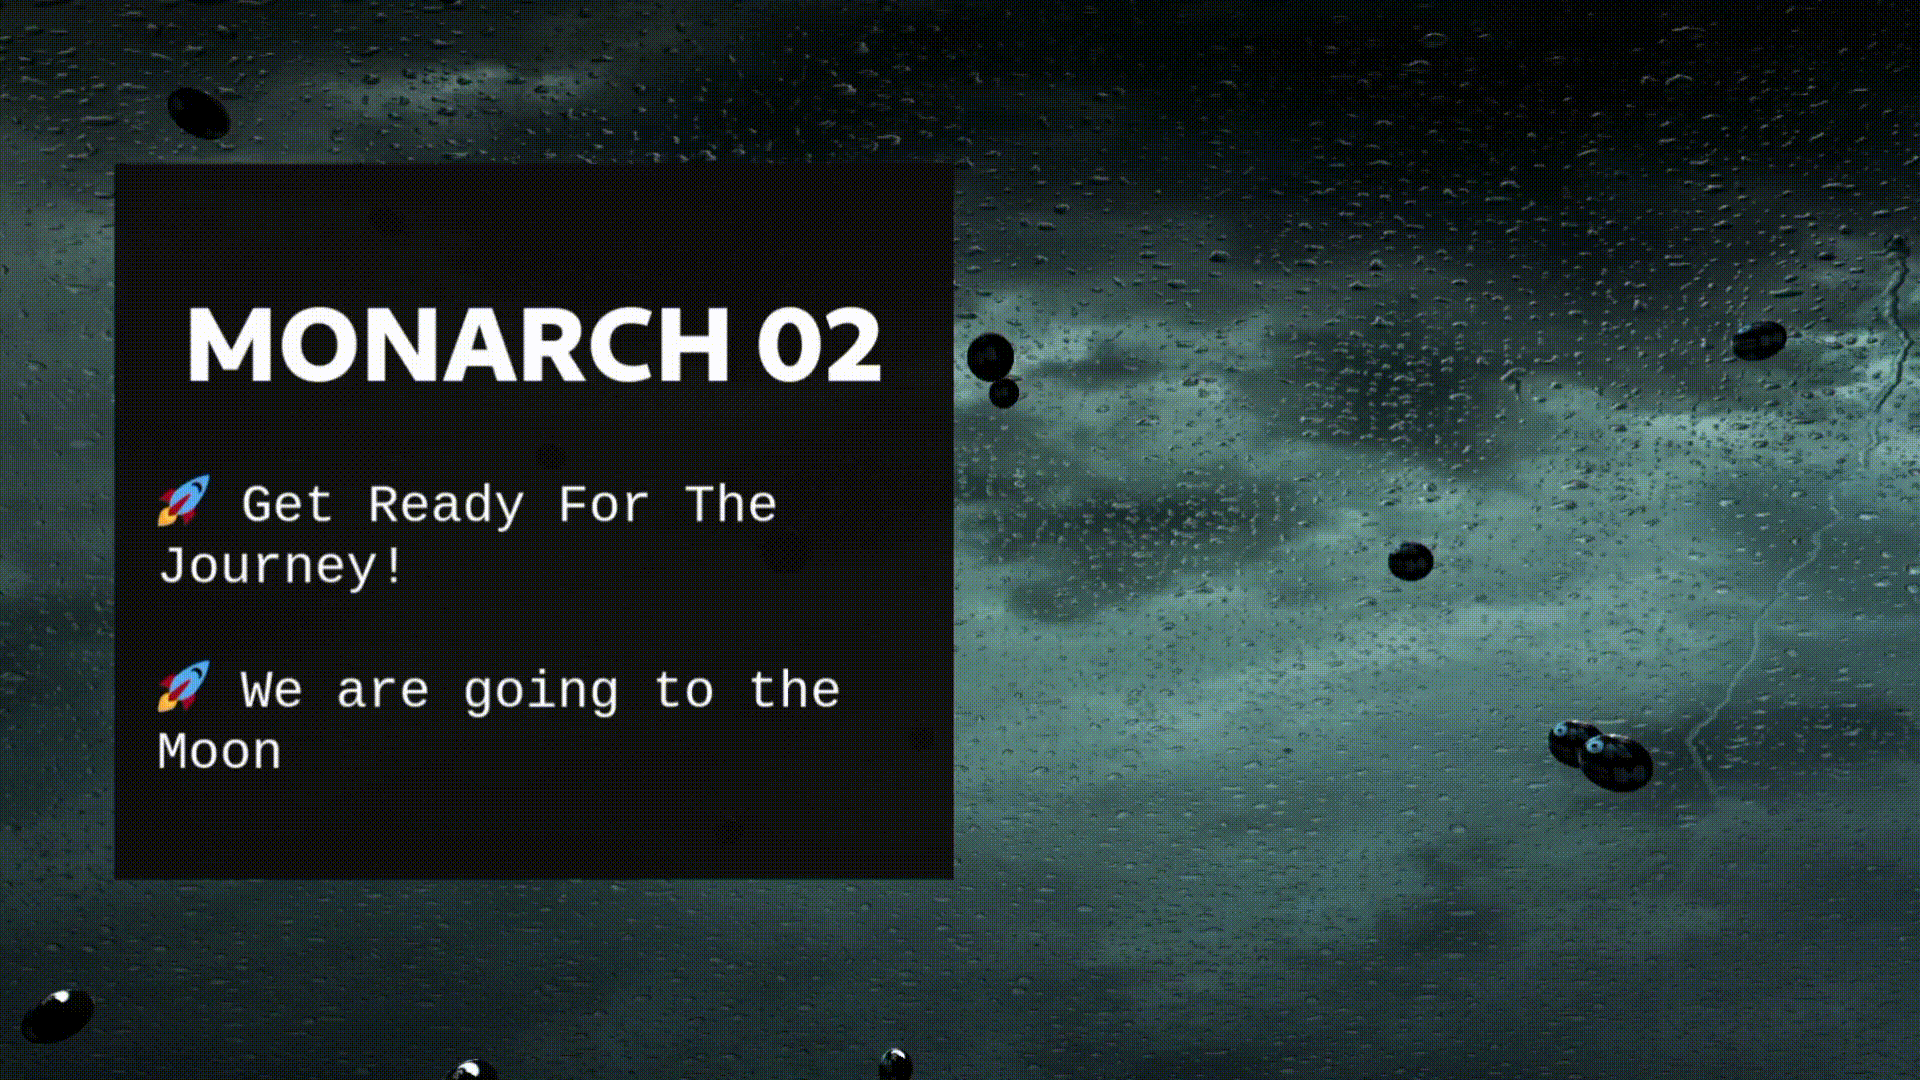 MONARCH 02
🚀 Get Ready For The
Journey!
🚀 We are going to the
Moon